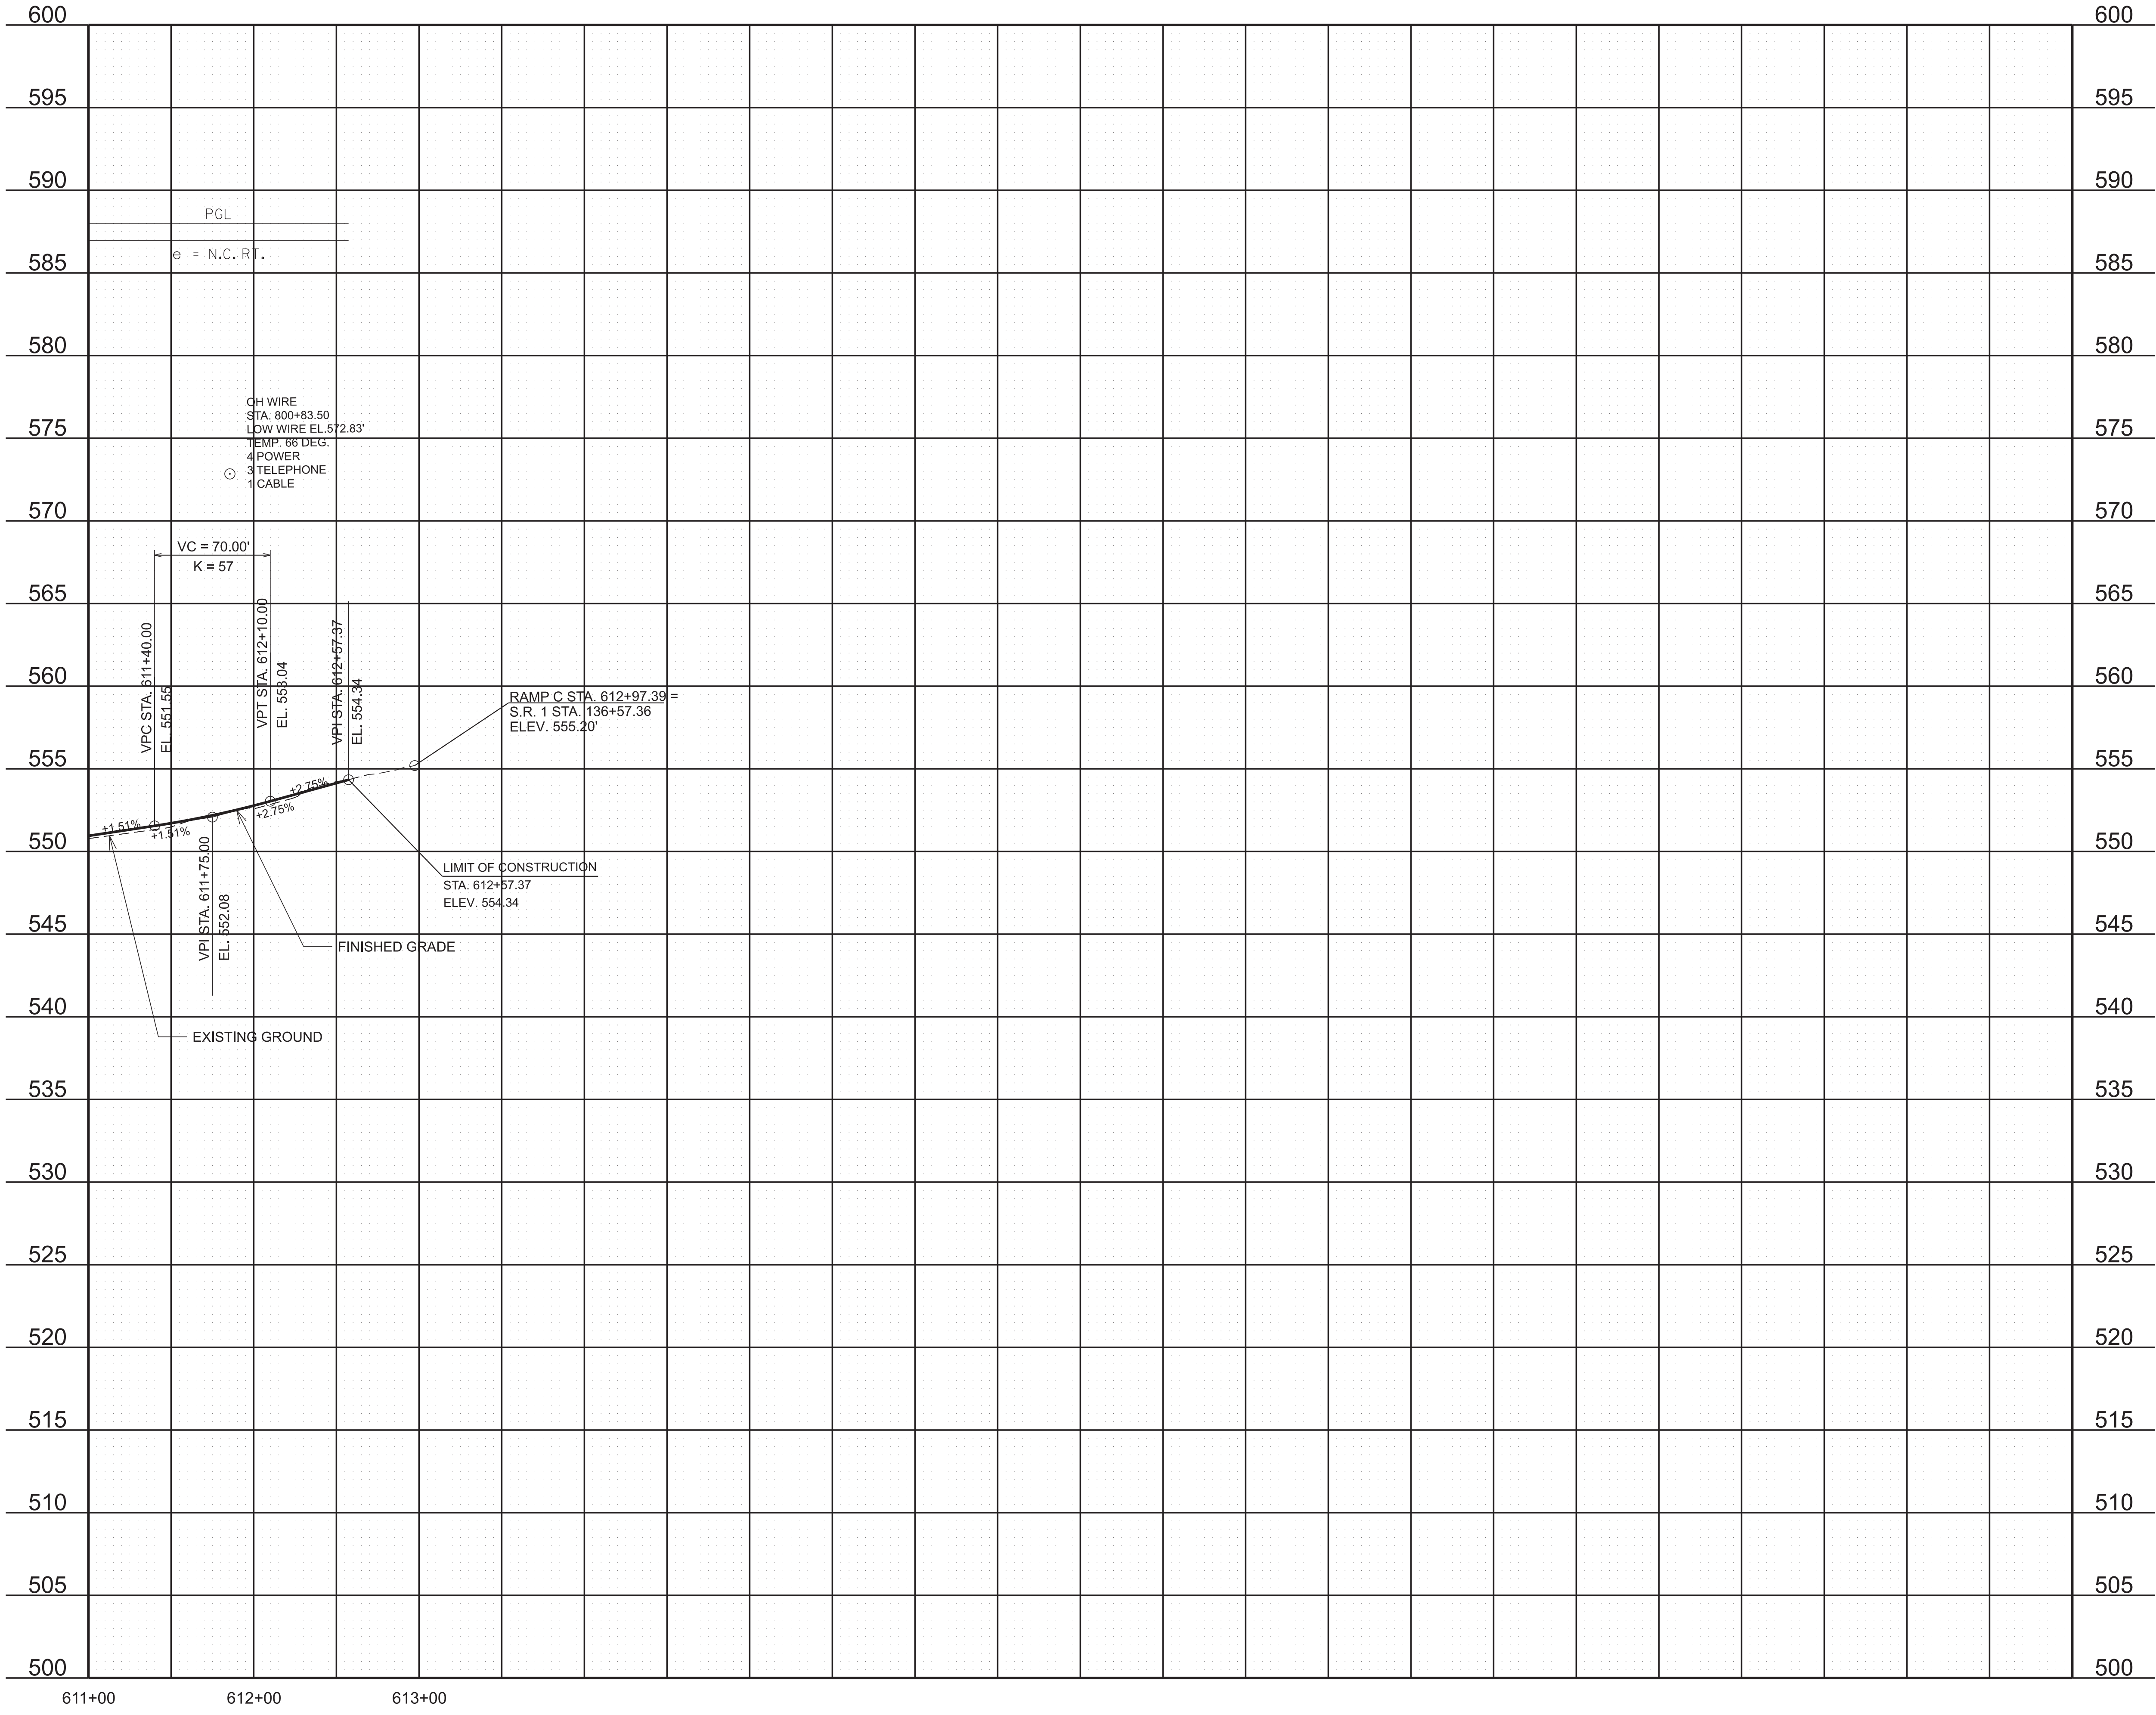 600
600
595
595
590
590
PGL
e = N.C. RT.
585
585
580
580
OH WIRE
STA. 800+83.50
LOW WIRE EL.572.83'
TEMP. 66 DEG.
4 POWER
3 TELEPHONE
1 CABLE
575
575
570
570
VC = 70.00'
K = 57
565
565
VPC STA. 611+40.00
EL. 551.55
VPT STA. 612+10.00
EL. 553.04
VPI STA. 612+57.37
EL. 554.34
560
560
RAMP C STA. 612+97.39 =
S.R. 1 STA. 136+57.36
ELEV. 555.20'
555
555
+1.51%
+1.51%
+2.75%
+2.75%
550
550
VPI STA. 611+75.00
EL. 552.08
LIMIT OF CONSTRUCTION
STA. 612+57.37
ELEV. 554.34
545
545
FINISHED GRADE
540
540
EXISTING GROUND
535
535
530
530
525
525
520
520
515
515
510
510
505
505
500
500
611+00
612+00
613+00